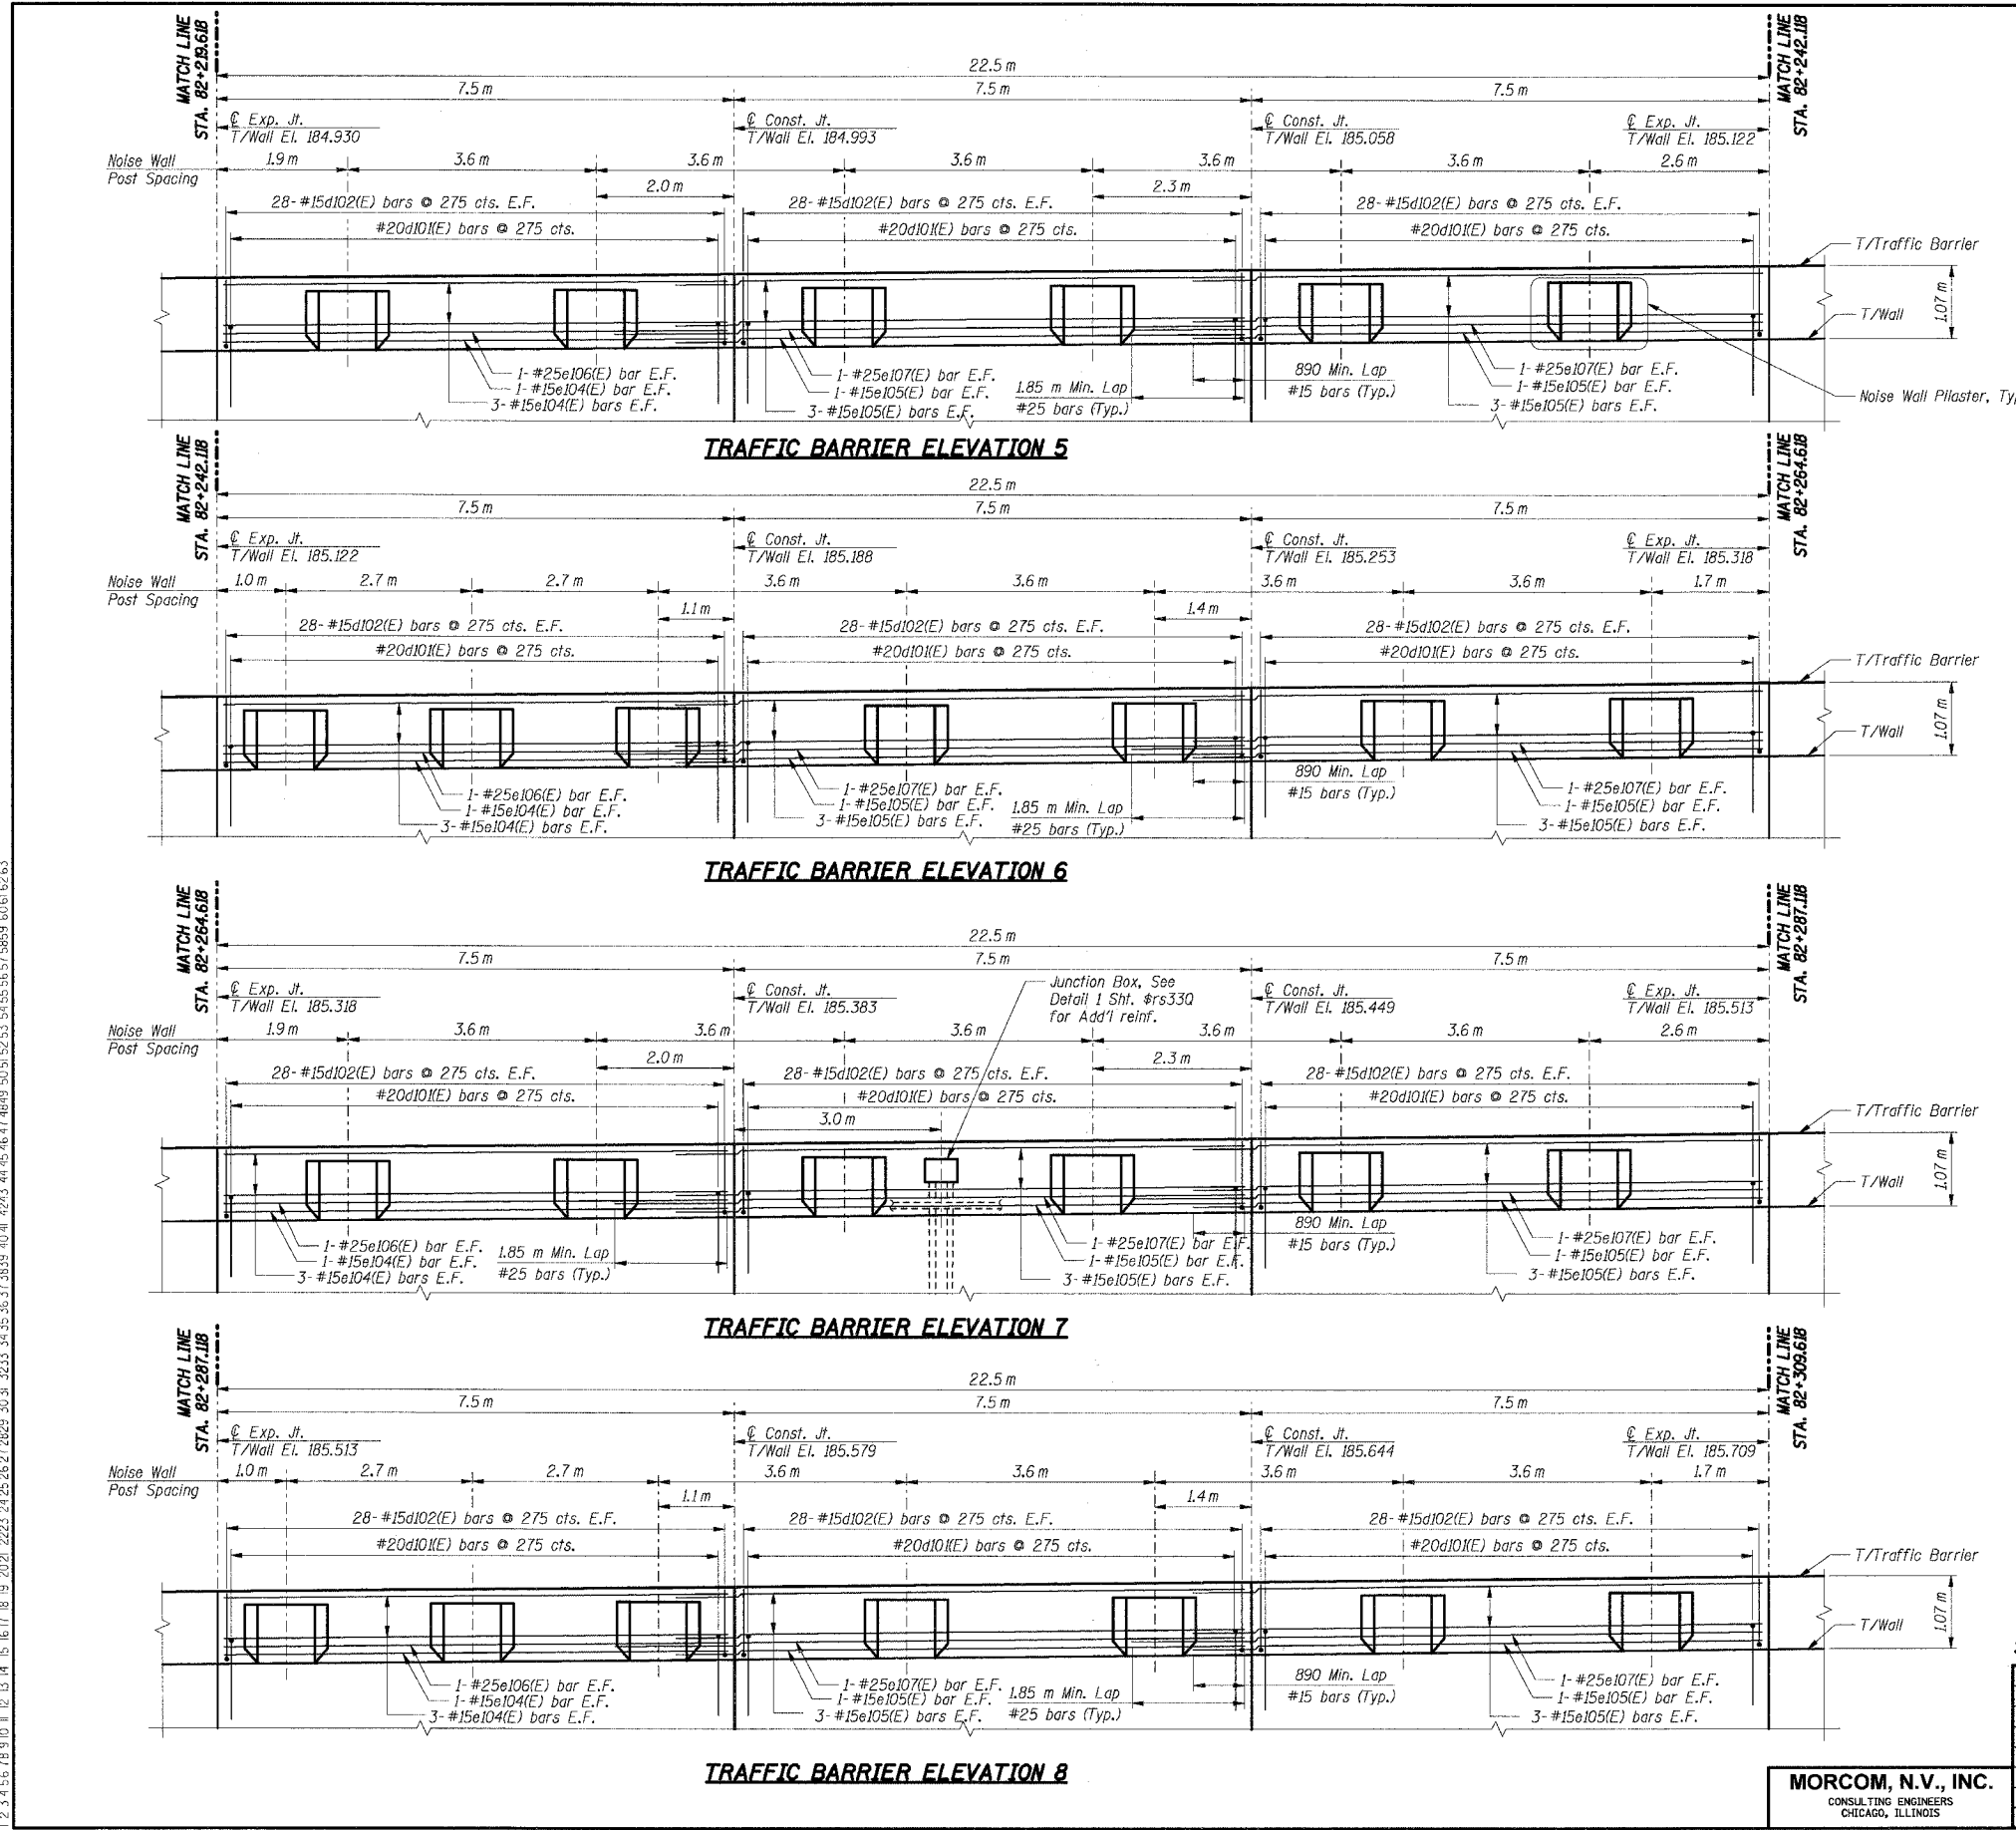 MATCH LINE
STA. 82+219.618
MATCH LINE
STA. 82+242.118
22.5 m
7.5 m 7.5 m 7.5 m
℄ Exp. Jt.
T/Wall El. 184.930
℄ Const. Jt.
T/Wall El. 184.993
℄ Const. Jt.
T/Wall El. 185.058
℄ Exp. Jt.
T/Wall El. 185.122
Noise Wall
Post Spacing
1.9 m 3.6 m 3.6 m 3.6 m 3.6 m 3.6 m 2.6 m
2.0 m 2.3 m
28- #15d102(E) bars @ 275 cts. E.F. 28- #15d102(E) bars @ 275 cts. E.F. 28- #15d102(E) bars @ 275 cts. E.F.
#20d101(E) bars @ 275 cts. #20d101(E) bars @ 275 cts. #20d101(E) bars @ 275 cts.
T/Traffic Barrier
1.07 m
T/Wall
1- #25e106(E) bar E.F.
1- #15e104(E) bar E.F.
3- #15e104(E) bars E.F.
1- #25e107(E) bar E.F.
1- #15e105(E) bar E.F.
3- #15e105(E) bars E.F.
1.85 m Min. Lap
#25 bars (Typ.)
890 Min. Lap
#15 bars (Typ.)
1- #25e107(E) bar E.F.
1- #15e105(E) bar E.F.
3- #15e105(E) bars E.F.
Noise Wall Pilaster, Ty
TRAFFIC BARRIER ELEVATION 5
MATCH LINE
STA. 82+242.118
MATCH LINE
STA. 82+264.618
22.5 m
7.5 m 7.5 m 7.5 m
℄ Exp. Jt.
T/Wall El. 185.122
℄ Const. Jt.
T/Wall El. 185.188
℄ Const. Jt.
T/Wall El. 185.253
℄ Exp. Jt.
T/Wall El. 185.318
Noise Wall
Post Spacing
1.0 m 2.7 m 2.7 m 3.6 m 3.6 m 3.6 m 3.6 m 1.7 m
1.1 m 1.4 m
28- #15d102(E) bars @ 275 cts. E.F. 28- #15d102(E) bars @ 275 cts. E.F. 28- #15d102(E) bars @ 275 cts. E.F.
#20d101(E) bars @ 275 cts. #20d101(E) bars @ 275 cts. #20d101(E) bars @ 275 cts.
T/Traffic Barrier
1.07 m
T/Wall
1- #25e106(E) bar E.F.
1- #15e104(E) bar E.F.
3- #15e104(E) bars E.F.
1- #25e107(E) bar E.F.
1- #15e105(E) bar E.F.
3- #15e105(E) bars E.F.
1.85 m Min. Lap
#25 bars (Typ.)
890 Min. Lap
#15 bars (Typ.)
1- #25e107(E) bar E.F.
1- #15e105(E) bar E.F.
3- #15e105(E) bars E.F.
TRAFFIC BARRIER ELEVATION 6
MATCH LINE
STA. 82+264.618
MATCH LINE
STA. 82+287.118
22.5 m
7.5 m 7.5 m 7.5 m
℄ Exp. Jt.
T/Wall El. 185.318
℄ Const. Jt.
T/Wall El. 185.383
Junction Box, See
Detail 1 Sht. $rs33Q
for Add'l reinf.
℄ Const. Jt.
T/Wall El. 185.449
℄ Exp. Jt.
T/Wall El. 185.513
Noise Wall
Post Spacing
1.9 m 3.6 m 3.6 m 3.6 m 3.6 m 3.6 m 2.6 m
2.0 m 2.3 m
28- #15d102(E) bars @ 275 cts. E.F. 28- #15d102(E) bars @ 275 cts. E.F. 28- #15d102(E) bars @ 275 cts. E.F.
#20d101(E) bars @ 275 cts. #20d101(E) bars @ 275 cts. #20d101(E) bars @ 275 cts.
3.0 m
T/Traffic Barrier
1.07 m
T/Wall
1- #25e106(E) bar E.F.
1- #15e104(E) bar E.F.
3- #15e104(E) bars E.F.
1.85 m Min. Lap
#25 bars (Typ.)
1- #25e107(E) bar E.F.
1- #15e105(E) bar E.F.
3- #15e105(E) bars E.F.
890 Min. Lap
#15 bars (Typ.)
1- #25e107(E) bar E.F.
1- #15e105(E) bar E.F.
3- #15e105(E) bars E.F.
TRAFFIC BARRIER ELEVATION 7
MATCH LINE
STA. 82+287.118
MATCH LINE
STA. 82+309.618
22.5 m
7.5 m 7.5 m 7.5 m
℄ Exp. Jt.
T/Wall El. 185.513
℄ Const. Jt.
T/Wall El. 185.579
℄ Const. Jt.
T/Wall El. 185.644
℄ Exp. Jt.
T/Wall El. 185.709
Noise Wall
Post Spacing
1.0 m 2.7 m 2.7 m 3.6 m 3.6 m 3.6 m 3.6 m 1.7 m
1.1 m 1.4 m
28- #15d102(E) bars @ 275 cts. E.F. 28- #15d102(E) bars @ 275 cts. E.F. 28- #15d102(E) bars @ 275 cts. E.F.
#20d101(E) bars @ 275 cts. #20d101(E) bars @ 275 cts. #20d101(E) bars @ 275 cts.
T/Traffic Barrier
1.07 m
T/Wall
1- #25e106(E) bar E.F.
1- #15e104(E) bar E.F.
3- #15e104(E) bars E.F.
1- #25e107(E) bar E.F.
1- #15e105(E) bar E.F.
3- #15e105(E) bars E.F.
1.85 m Min. Lap
#25 bars (Typ.)
890 Min. Lap
#15 bars (Typ.)
1- #25e107(E) bar E.F.
1- #15e105(E) bar E.F.
3- #15e105(E) bars E.F.
TRAFFIC BARRIER ELEVATION 8
MORCOM, N.V., INC.
CONSULTING ENGINEERS
CHICAGO, ILLINOIS